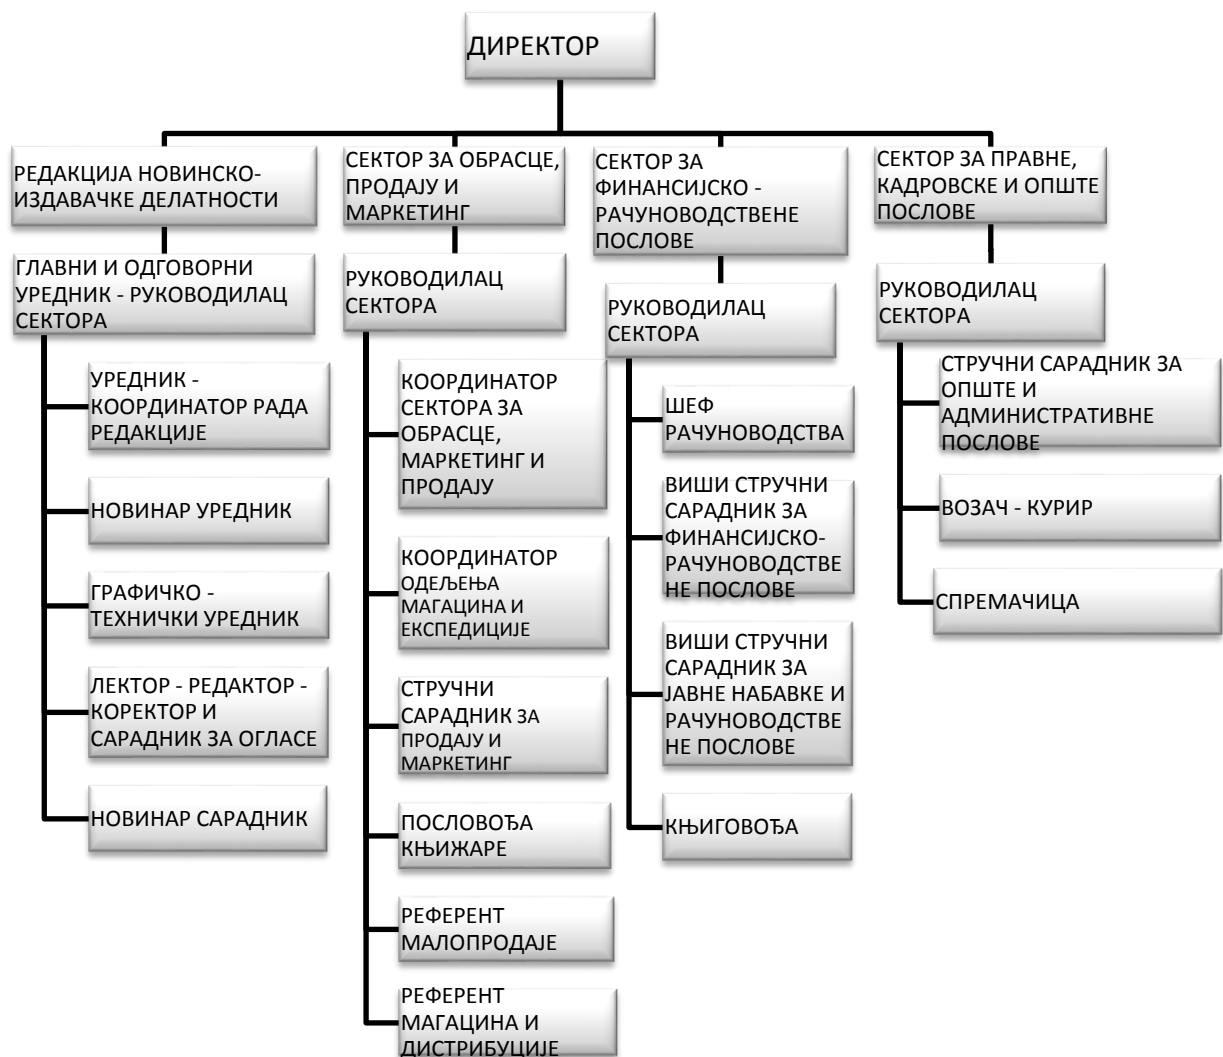 ДИРЕКТОР
РЕДАКЦИЈА НОВИНСКО-
ИЗДАВАЧКЕ ДЕЛАТНОСТИ
ГЛАВНИ И ОДГОВОРНИ
УРЕДНИК - РУКОВОДИЛАЦ
СЕКТОРА
УРЕДНИК -
КООРДИНАТОР РАДА
РЕДАКЦИЈЕ
НОВИНАР УРЕДНИК
ГРАФИЧКО -
ТЕХНИЧКИ УРЕДНИК
ЛЕКТОР - РЕДАКТОР -
КОРЕКТОР И
САРАДНИК ЗА ОГЛАСЕ
НОВИНАР САРАДНИК
СЕКТОР ЗА ОБРАСЦЕ,
ПРОДАЈУ И
МАРКЕТИНГ
РУКОВОДИЛАЦ
СЕКТОРА
КООРДИНАТОР
СЕКТОРА ЗА
ОБРАСЦЕ,
МАРКЕТИНГ И
ПРОДАЈУ
КООРДИНАТОР
ОДЕЉЕЊА
МАГАЦИНА И
ЕКСПЕДИЦИЈЕ
СТРУЧНИ
САРАДНИК ЗА
ПРОДАЈУ И
МАРКЕТИНГ
ПОСЛОВОЂА
КЊИЖАРЕ
РЕФЕРЕНТ
МАЛОПРОДАЈЕ
РЕФЕРЕНТ
МАГАЦИНА И
ДИСТРИБУЦИЈЕ
СЕКТОР ЗА
ФИНАНСИЈСКО -
РАЧУНОВОДСТВЕНЕ
ПОСЛОВЕ
РУКОВОДИЛАЦ
СЕКТОРА
ШЕФ
РАЧУНОВОДСТВА
ВИШИ СТРУЧНИ
САРАДНИК ЗА
ФИНАНСИЈСКО-
РАЧУНОВОДСТВЕ
НЕ ПОСЛОВЕ
ВИШИ СТРУЧНИ
САРАДНИК ЗА
ЈАВНЕ НАБАВКЕ И
РАЧУНОВОДСТВЕ
НЕ ПОСЛОВЕ
КЊИГОВОЂА
СЕКТОР ЗА ПРАВНЕ,
КАДРОВСКЕ И ОПШТЕ
ПОСЛОВЕ
РУКОВОДИЛАЦ
СЕКТОРА
СТРУЧНИ САРАДНИК ЗА
ОПШТЕ И
АДМИНИСТРАТИВНЕ
ПОСЛОВЕ
ВОЗАЧ - КУРИР
СПРЕМАЧИЦА